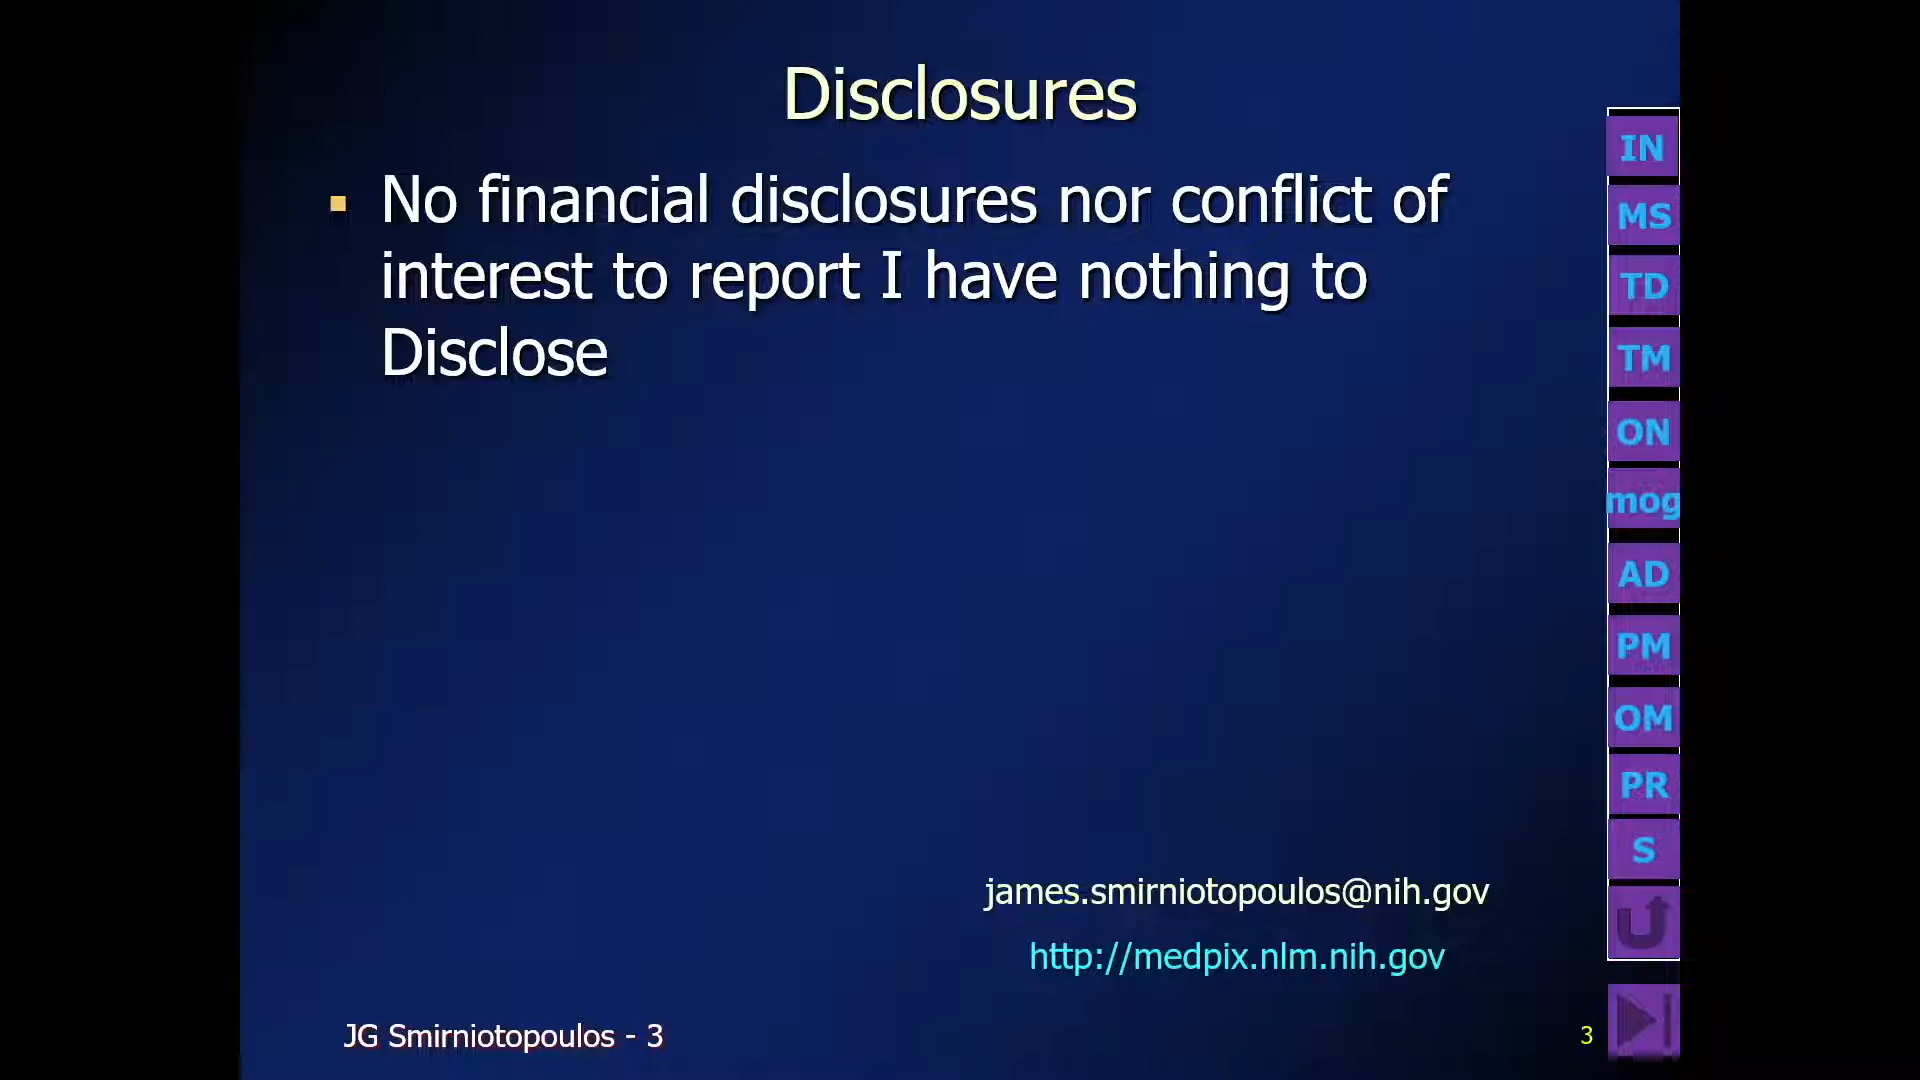 Disclosures
No financial disclosures nor conflict of
interest to report I have nothing to
Disclose
IN
MS
TD
TM
ON
mog
AD
PM
OM
PR
S
james.smirniotopoulos@nih.gov
http://medpix.nlm.nih.gov
JG Smirniotopoulos - 3
3